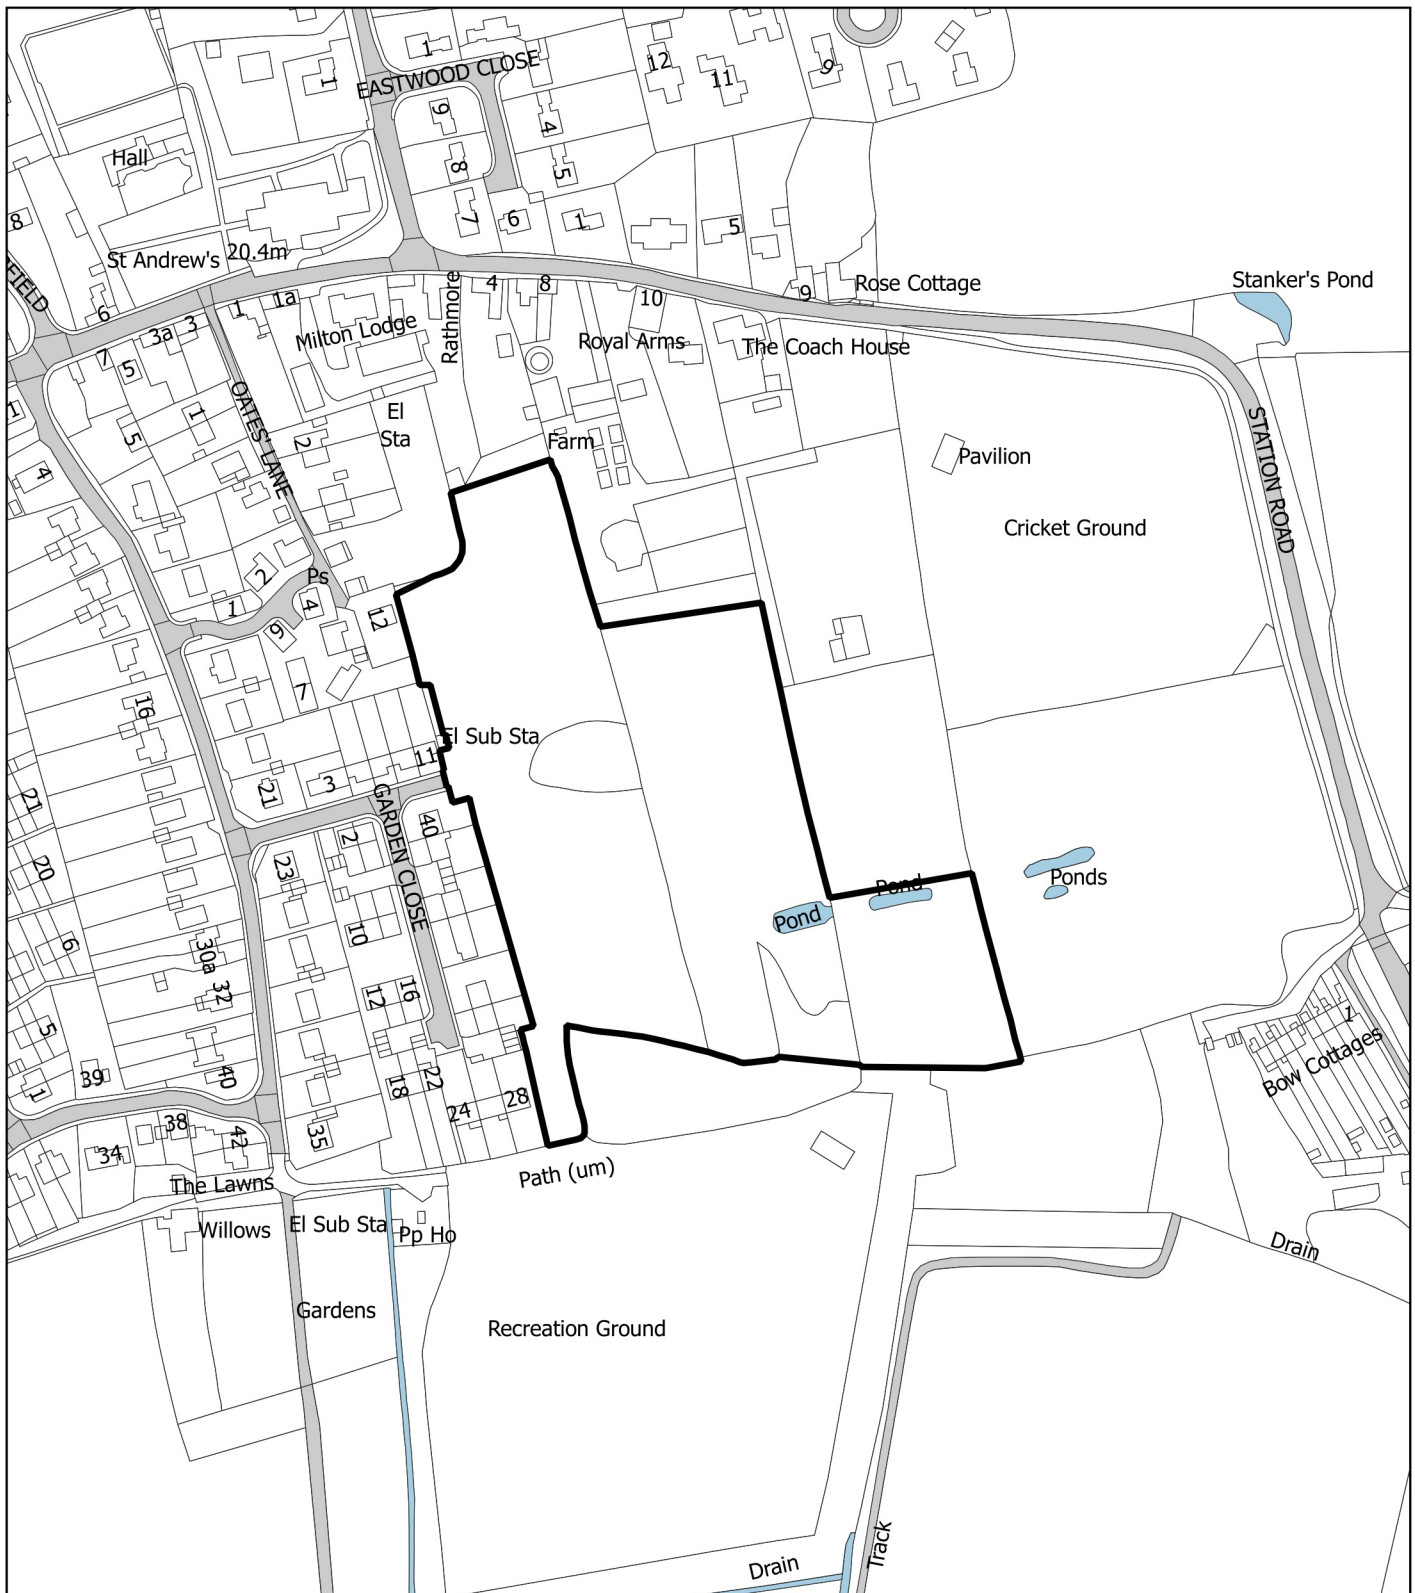 1
EASTWOOD CLOSE
12
11
9
1
9
4
Hall
8
5
8
7
6
1
5
St Andrew's
20.4m
FIELD
6
3a
3
1
1a
Milton Lodge
Rathmore
4
8
10
9
Rose Cottage
Stanker's Pond
Royal Arms
The Coach House
7
5
1
5
1
OATES' LANE
2
El
Sta
Farm
Pavilion
STATION ROAD
4
Cricket Ground
2
Ps
1
4
9
12
7
16
El Sub Sta
11
3
21
21
GARDEN CLOSE
40
2
20
23
Pond
Pond
Ponds
6
10
30a
32
12
16
5
1
Bow Cottages
39
40
1
18
22
24
28
38
42
35
34
Path (um)
The Lawns
Willows
El Sub Sta
Pp Ho
Drain
Gardens
Recreation Ground
Drain
Track